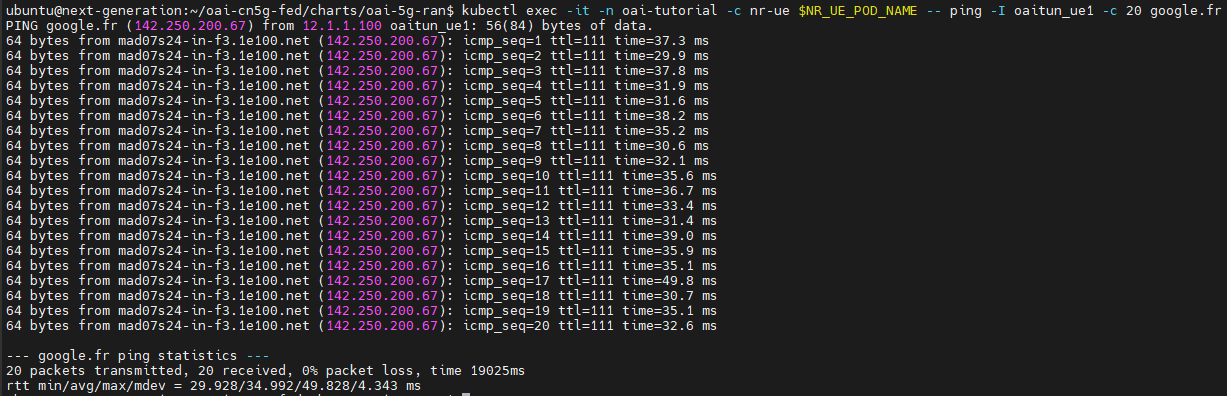 ubuntu@next-generation:~/oai-cn5g-fed/charts/oai-5g-ran$ kubectl exec -it -n oai-tutorial -c nr-ue $NR_UE_POD_NAME -- ping -I oaitun_ue1 -c 20 google.fr
PING google.fr (142.250.200.67) from 12.1.1.100 oaitun_ue1: 56(84) bytes of data.
64 bytes from mad07s24-in-f3.1e100.net (142.250.200.67): icmp_seq=1 ttl=111 time=37.3 ms
64 bytes from mad07s24-in-f3.1e100.net (142.250.200.67): icmp_seq=2 ttl=111 time=29.9 ms
64 bytes from mad07s24-in-f3.1e100.net (142.250.200.67): icmp_seq=3 ttl=111 time=37.8 ms
64 bytes from mad07s24-in-f3.1e100.net (142.250.200.67): icmp_seq=4 ttl=111 time=31.9 ms
64 bytes from mad07s24-in-f3.1e100.net (142.250.200.67): icmp_seq=5 ttl=111 time=31.6 ms
64 bytes from mad07s24-in-f3.1e100.net (142.250.200.67): icmp_seq=6 ttl=111 time=38.2 ms
64 bytes from mad07s24-in-f3.1e100.net (142.250.200.67): icmp_seq=7 ttl=111 time=35.2 ms
64 bytes from mad07s24-in-f3.1e100.net (142.250.200.67): icmp_seq=8 ttl=111 time=30.6 ms
64 bytes from mad07s24-in-f3.1e100.net (142.250.200.67): icmp_seq=9 ttl=111 time=32.1 ms
64 bytes from mad07s24-in-f3.1e100.net (142.250.200.67): icmp_seq=10 ttl=111 time=35.6 ms
64 bytes from mad07s24-in-f3.1e100.net (142.250.200.67): icmp_seq=11 ttl=111 time=36.7 ms
64 bytes from mad07s24-in-f3.1e100.net (142.250.200.67): icmp_seq=12 ttl=111 time=33.4 ms
64 bytes from mad07s24-in-f3.1e100.net (142.250.200.67): icmp_seq=13 ttl=111 time=31.4 ms
64 bytes from mad07s24-in-f3.1e100.net (142.250.200.67): icmp_seq=14 ttl=111 time=39.0 ms
64 bytes from mad07s24-in-f3.1e100.net (142.250.200.67): icmp_seq=15 ttl=111 time=35.9 ms
64 bytes from mad07s24-in-f3.1e100.net (142.250.200.67): icmp_seq=16 ttl=111 time=35.1 ms
64 bytes from mad07s24-in-f3.1e100.net (142.250.200.67): icmp_seq=17 ttl=111 time=49.8 ms
64 bytes from mad07s24-in-f3.1e100.net (142.250.200.67): icmp_seq=18 ttl=111 time=30.7 ms
64 bytes from mad07s24-in-f3.1e100.net (142.250.200.67): icmp_seq=19 ttl=111 time=35.1 ms
64 bytes from mad07s24-in-f3.1e100.net (142.250.200.67): icmp_seq=20 ttl=111 time=32.6 ms
--- google.fr ping statistics ---
20 packets transmitted, 20 received, 0% packet loss, time 19025ms
rtt min/avg/max/mdev = 29.928/34.992/49.828/4.343 ms